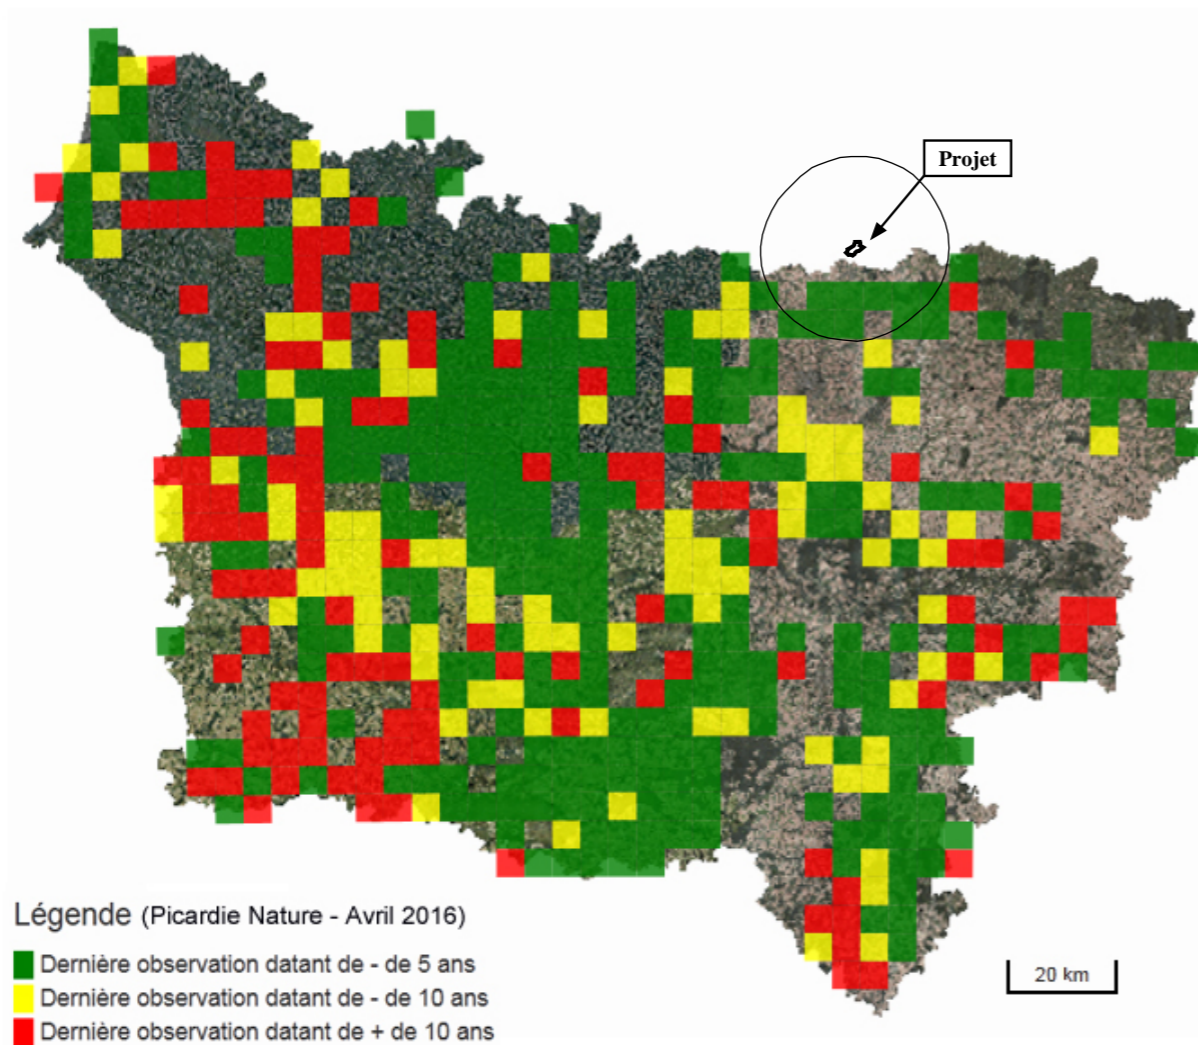 Projet
Légende (Picardie Nature - Avril 2016)
Dernière observation datant de - de 5 ans
Dernière observation datant de - de 10 ans
Dernière observation datant de + de 10 ans
20 km